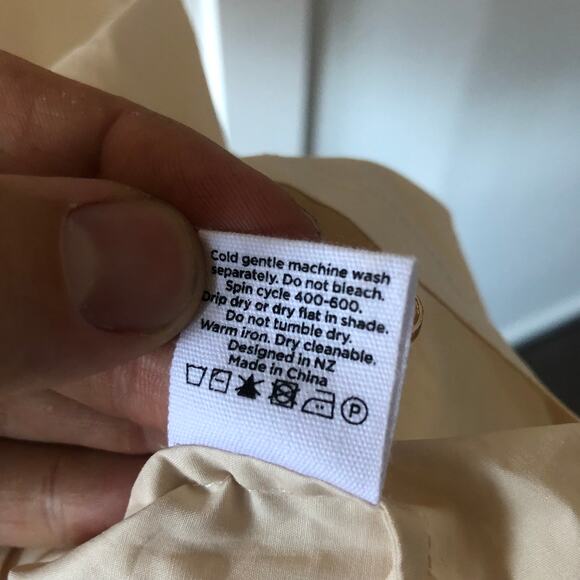 Cold gentle machine wash
separately. Do not bleach.
Spin cycle 400-600.
Drip dry or dry flat in shade.
Do not tumble dry.
Warm iron. Dry cleanable.
Designed in NZ
Made in China
P